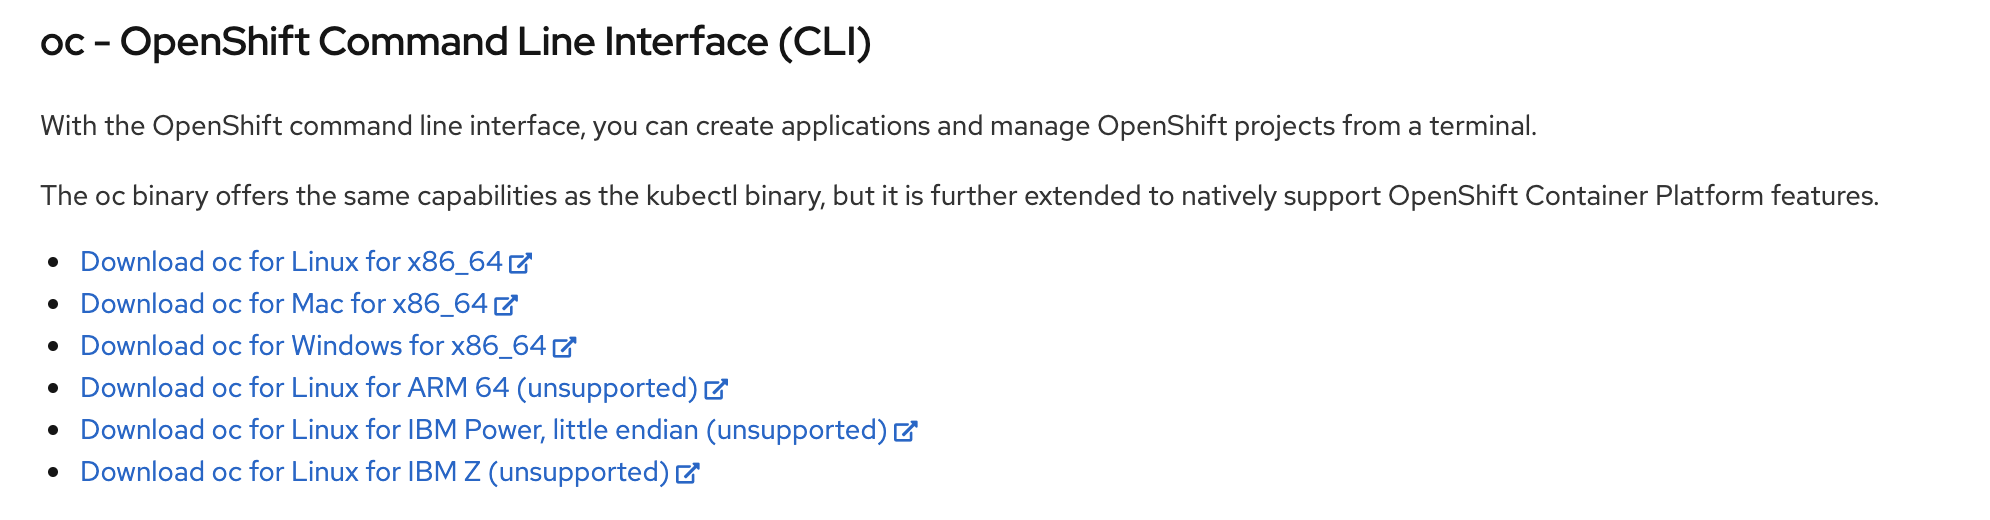 oc - OpenShift Command Line Interface (CLI)
With the OpenShift command line interface, you can create applications and manage OpenShift projects from a terminal.
The oc binary offers the same capabilities as the kubectl binary, but it is further extended to natively support OpenShift Container Platform features.
Download oc for Linux for x86_64
Download oc for Mac for x86_64
Download oc for Windows for x86_64
Download oc for Linux for ARM 64 (unsupported)
Download oc for Linux for IBM Power, little endian (unsupported)
Download oc for Linux for IBM Z (unsupported)